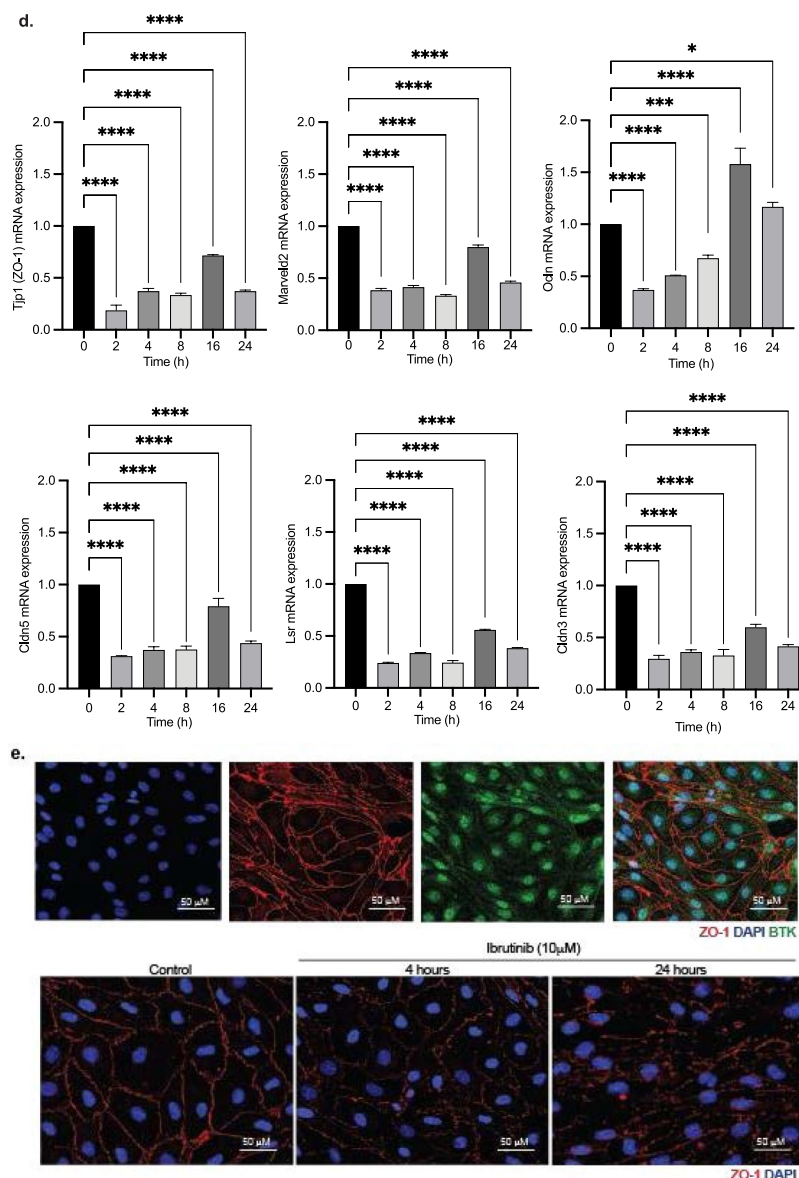 d.
****
****
****
****
****
2.0
1.5
1.0
0.5
0.0
Tjp1 (ZO-1) mRNA expression
0 2 4 8 16 24
Time (h)
****
****
****
****
****
2.0
1.5
1.0
0.5
0.0
Marveld2 mRNA expression
0 2 4 8 16 24
Time (h)
*
****
***
****
****
2.0
1.5
1.0
0.5
0.0
Ocln mRNA expression
0 2 4 8 16 24
Time (h)
****
****
****
****
****
2.0
1.5
1.0
0.5
0.0
Cldn5 mRNA expression
0 2 4 8 16 24
Time (h)
****
****
****
****
****
2.0
1.5
1.0
0.5
0.0
Lsr mRNA expression
0 2 4 8 16 24
Time (h)
****
****
****
****
****
2.0
1.5
1.0
0.5
0.0
Cldn3 mRNA expression
0 2 4 8 16 24
Time (h)
e.
50 µM
50 µM
50 µM
50 µM
ZO-1 DAPI BTK
Ibrutinib (10µM)
Control
4 hours
24 hours
50 µM
50 µM
50 µM
ZO-1 DAPI